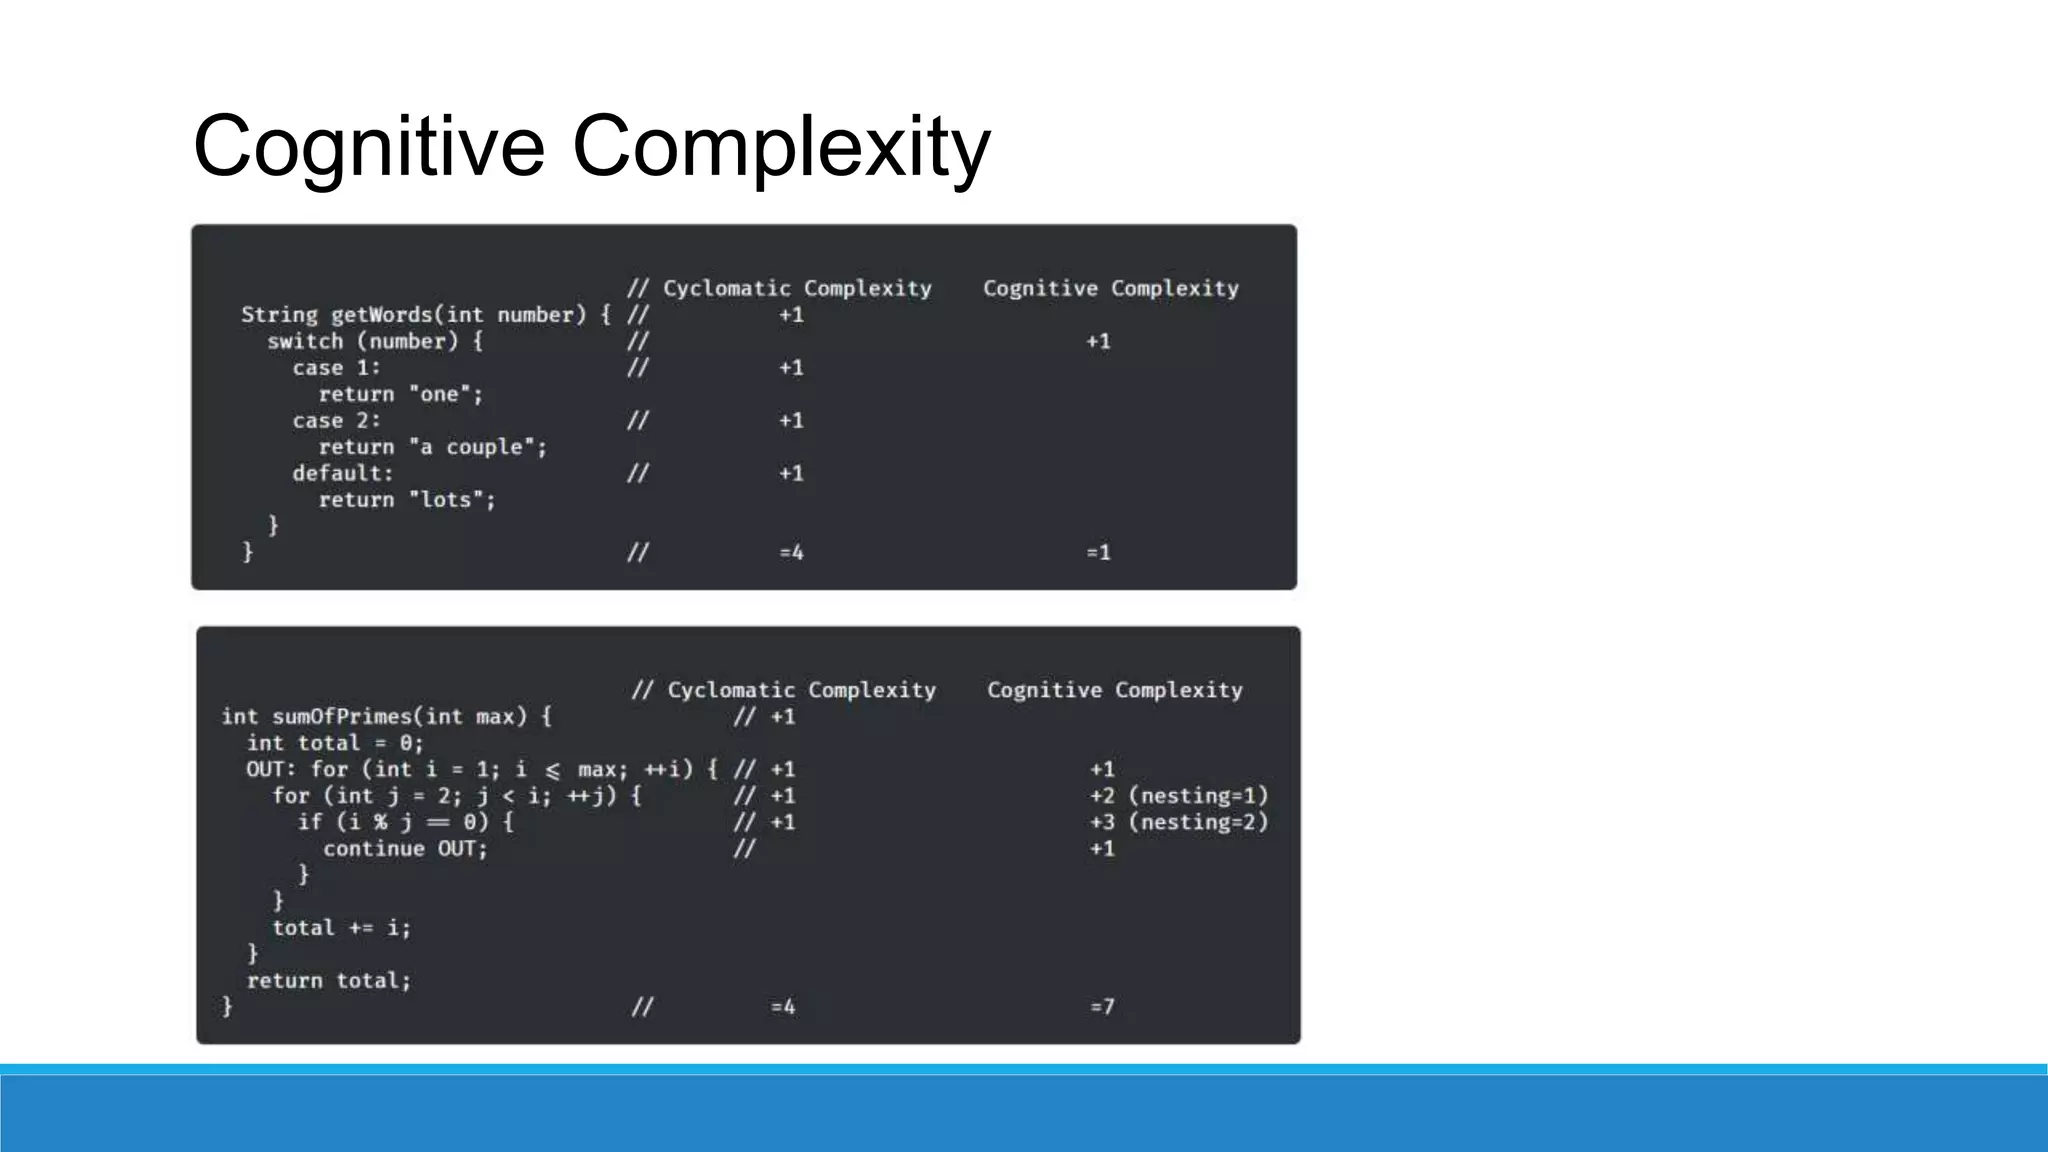 Cognitive Complexity
// Cyclomatic Complexity    Cognitive Complexity
String getWords(int number) { //          +1
switch (number) {           //                                  +1
case 1:                   //          +1
return "one";
case 2:                   //          +1
return "a couple";
default:                  //          +1
return "lots";
}
}                             //          =4                      =1
// Cyclomatic Complexity    Cognitive Complexity
int sumOfPrimes(int max) {              // +1
int total = 0;
OUT: for (int i = 1; i <= max; ++i) { // +1                       +1
for (int j = 2; j < i; ++j) {       // +1                       +2 (nesting=1)
if (i % j == 0) {                 // +1                       +3 (nesting=2)
continue OUT;                   //                          +1
}
}
total += i;
}
return total;
}                               //         =4                       =7